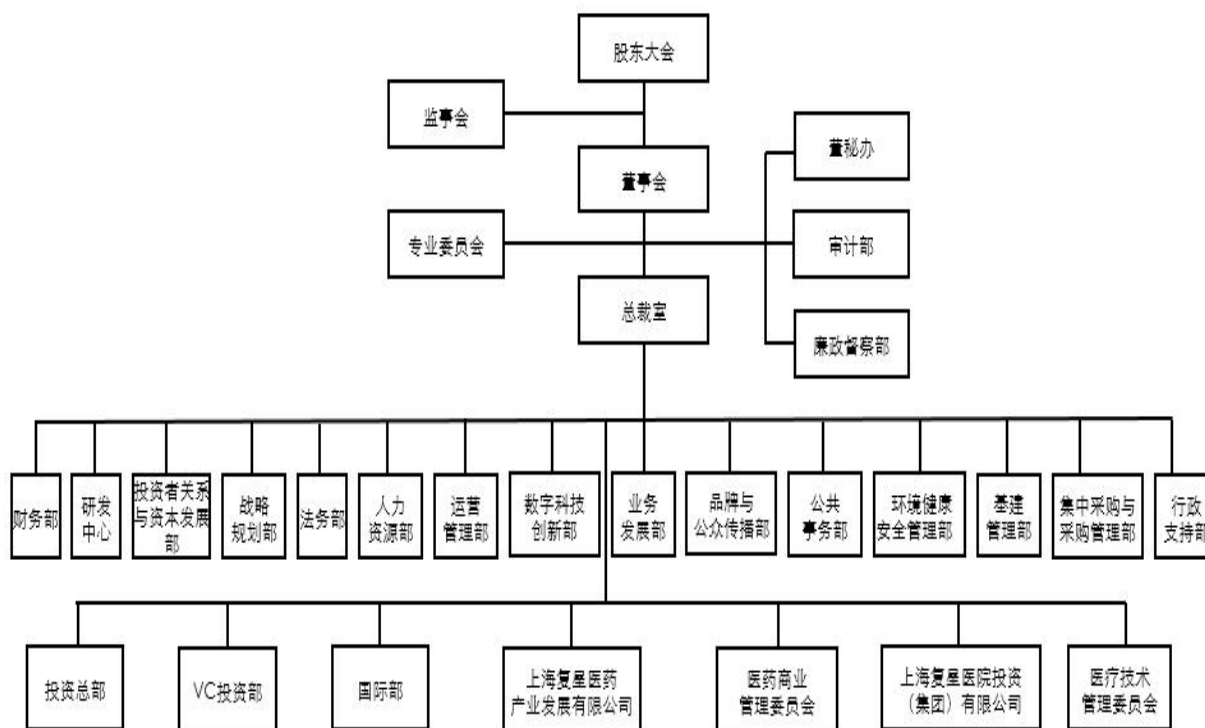 股东大会
监事会
董事会
董秘办
专业委员会
审计部
总裁室
廉政督察部
财务部
研发
中心
投资者关系
与资本发展
部
战略
规划部
法务部
人力
资源部
运营
管理部
数字科技
创新部
业务
发展部
品牌与
公众传播部
公共
事务部
环境健康
安全管理部
基建
管理部
集中采购与
采购管理部
行政
支持部
投资总部
VC投资部
国际部
上海复星医药
产业发展有限公司
医药商业
管理委员会
上海复星医院投资
（集团）有限公司
医疗技术
管理委员会